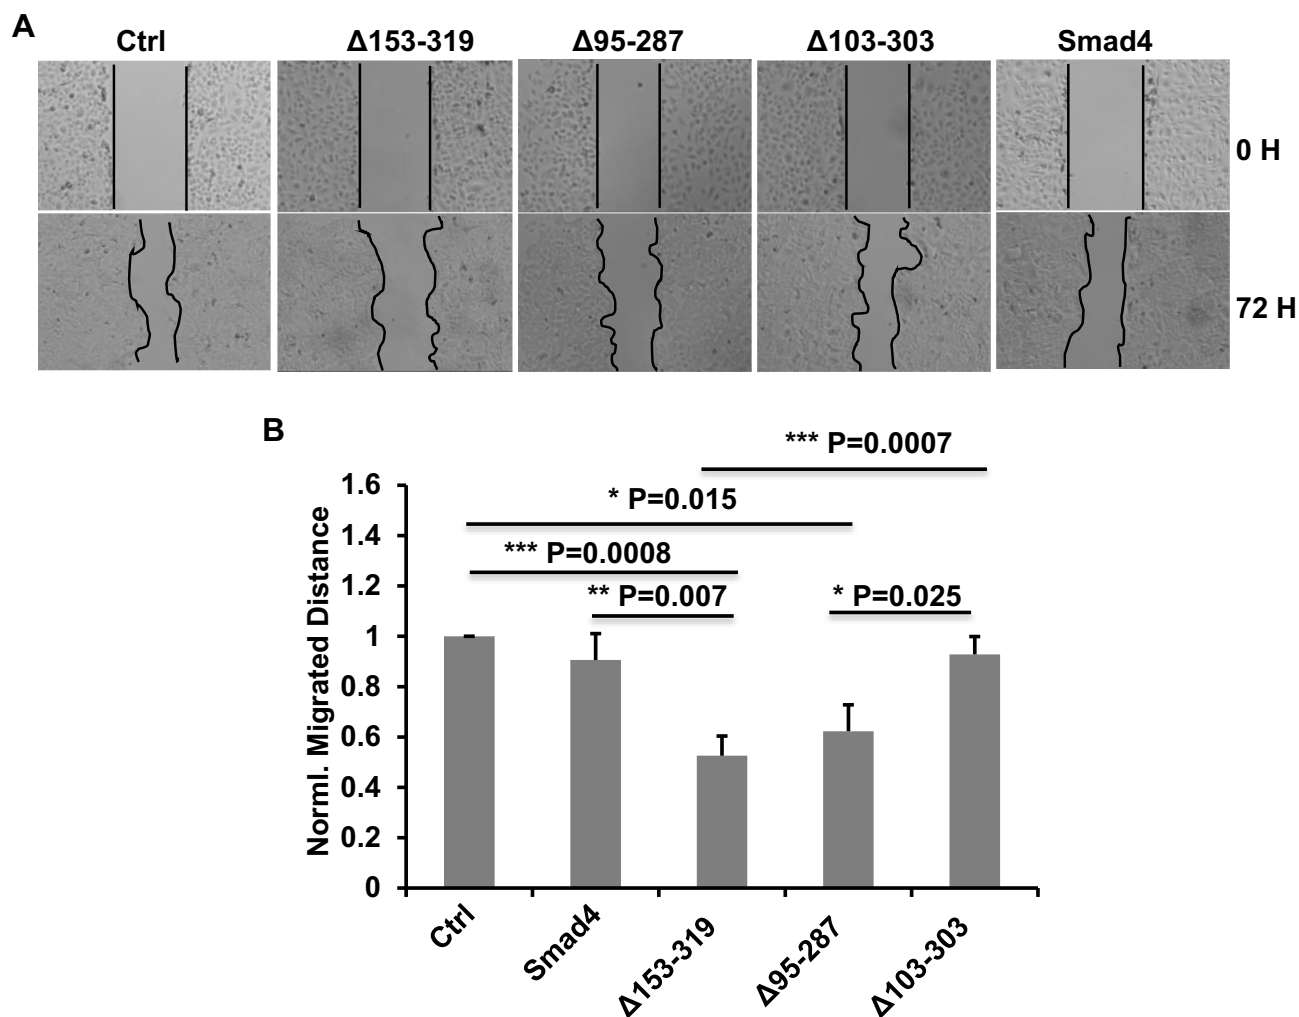 A
Ctrl Δ153-319 Δ95-287 Δ103-303 Smad4
0 H
72 H
B
*** P=0.0007
* P=0.015
*** P=0.0008
** P=0.007 * P=0.025
Norml. Migrated Distance
1.6
1.4
1.2
1
0.8
0.6
0.4
0.2
0
Ctrl Smad4 Δ153-319 Δ95-287 Δ103-303